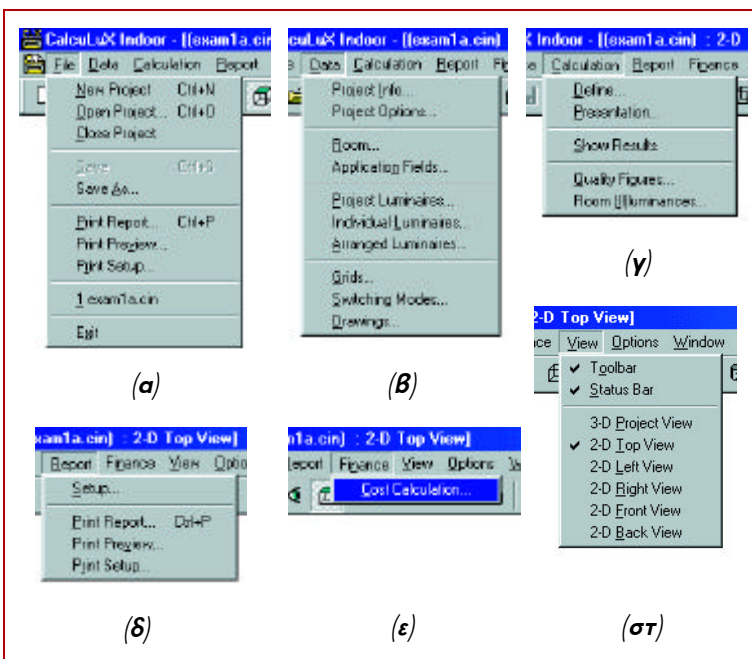 CalcuLuX Indoor - [(exam1a.cin
File Data Calculation Report
New Project Ctrl+N
Open Project... Ctrl+O
Close Project
Save Ctrl+S
Save As...
Print Report... Ctrl+P
Print Preview...
Print Setup...
1 exam1a.cin
Exit
(α)
cuLuX Indoor - [(exam1a.cin)
Data Calculation Report Fi
Project Info...
Project Options...
Room...
Application Fields...
Project Luminaires...
Individual Luminaires...
Arranged Luminaires...
Grids...
Switching Modes...
Drawings...
(β)
X Indoor - [(exam1a.cin) : 2-D
Calculation Report Finance
Define...
Presentation...
Show Results
Quality Figures...
Room Illuminances...
(γ)
exam1a.cin) : 2-D Top View]
Report Finance View Optio
Setup...
Print Report... Ctrl+P
Print Preview...
Print Setup...
(δ)
n1a.cin) : 2-D Top View]
Report Finance View Options
Cost Calculation...
(ε)
2-D Top View]
nce View Options Window
Toolbar
Status Bar
3-D Project View
2-D Top View
2-D Left View
2-D Right View
2-D Front View
2-D Back View
(στ)